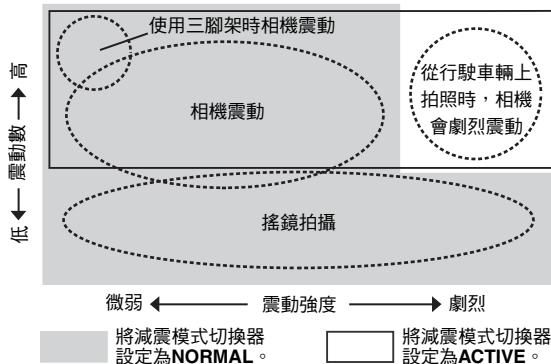 使用三腳架時相機震動
從行駛車輛上
拍照時，相機
會劇烈震動
相機震動
搖鏡拍攝
高
震動數
低
微弱
震動強度
劇烈
將減震模式切換器
設定為NORMAL。
將減震模式切換器
設定為ACTIVE。